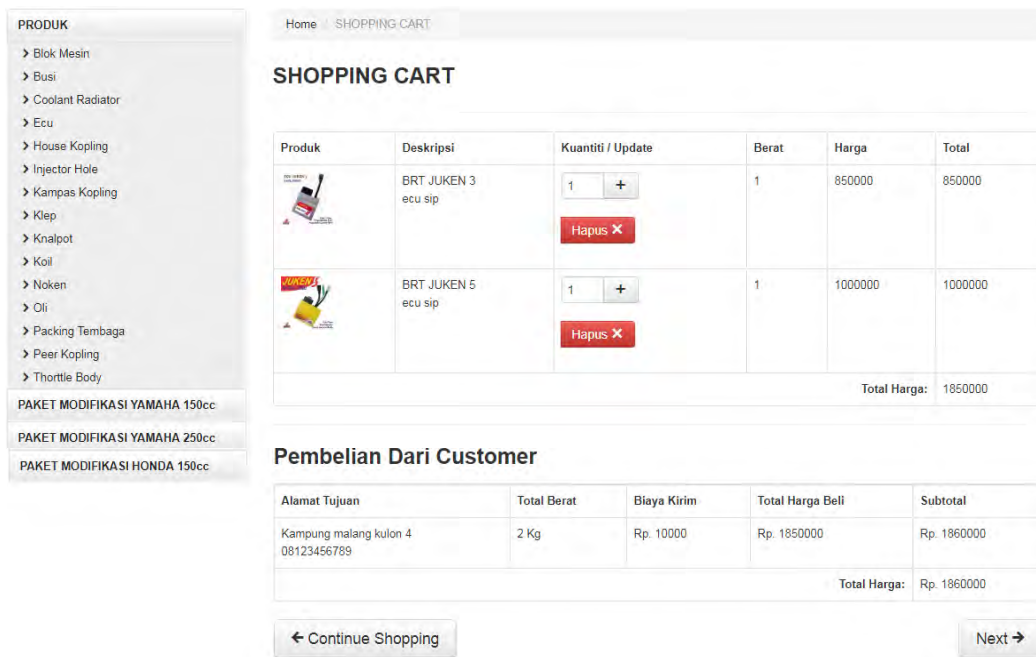 PRODUK
Blok Mesin
Busi
Coolant Radiator
Ecu
House Kopling
Injector Hole
Kampas Kopling
Klep
Knalpot
Koil
Noken
Oli
Packing Tembaga
Peer Kopling
Thorttle Body
PAKET MODIFIKASI YAMAHA 150cc
PAKET MODIFIKASI YAMAHA 250cc
PAKET MODIFIKASI HONDA 150cc
Home / SHOPPING CART
SHOPPING CART
Produk Deskripsi Kuantiti / Update Berat Harga Total
BRT JUKEN 3 1 + 1 850000 850000
ecu sip
Hapus ×
JUKEN 5
BRT JUKEN 5 1 + 1 1000000 1000000
ecu sip
Hapus ×
Total Harga: 1850000
Pembelian Dari Customer
Alamat Tujuan Total Berat Biaya Kirim Total Harga Beli Subtotal
Kampung malang kulon 4 2 Kg Rp. 10000 Rp. 1850000 Rp. 1860000
08123456789
Total Harga: Rp. 1860000
← Continue Shopping Next →